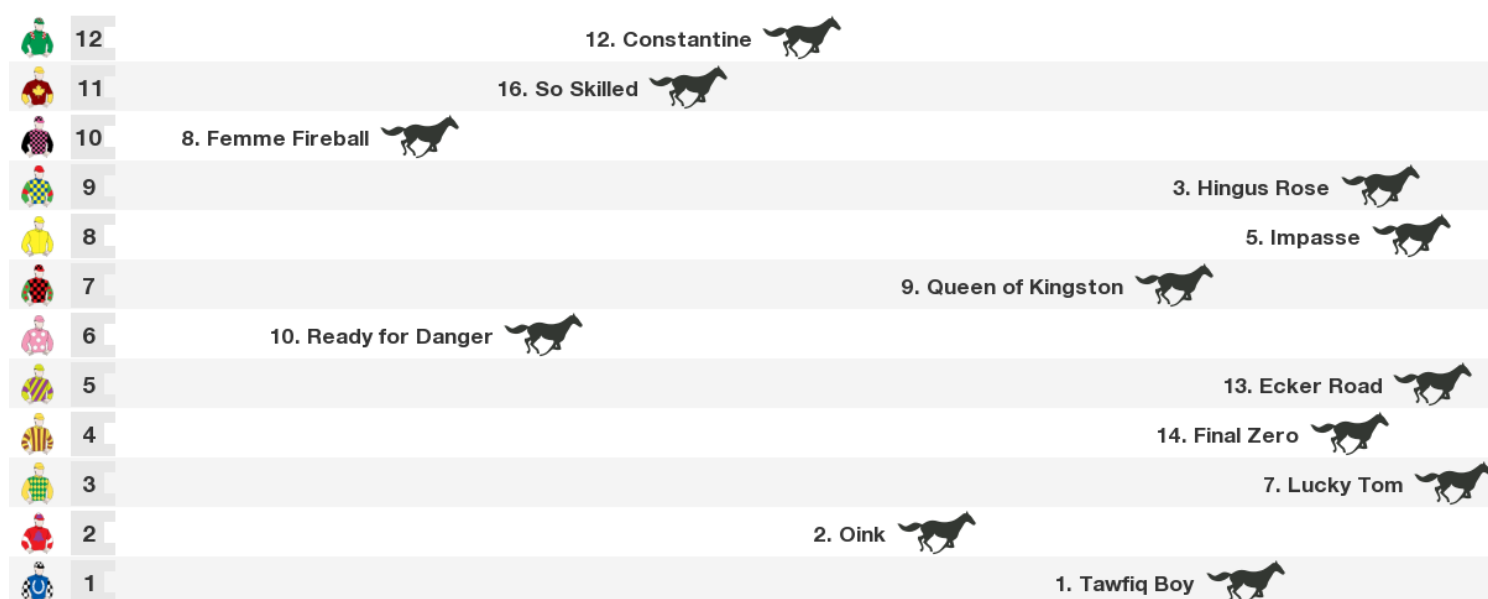 12 12. Constantine
11 16. So Skilled
10 8. Femme Fireball
9 3. Hingus Rose
8 5. Impasse
7 9. Queen of Kingston
6 10. Ready for Danger
5 13. Ecker Road
4 14. Final Zero
3 7. Lucky Tom
2 2. Oink
1 1. Tawfiq Boy